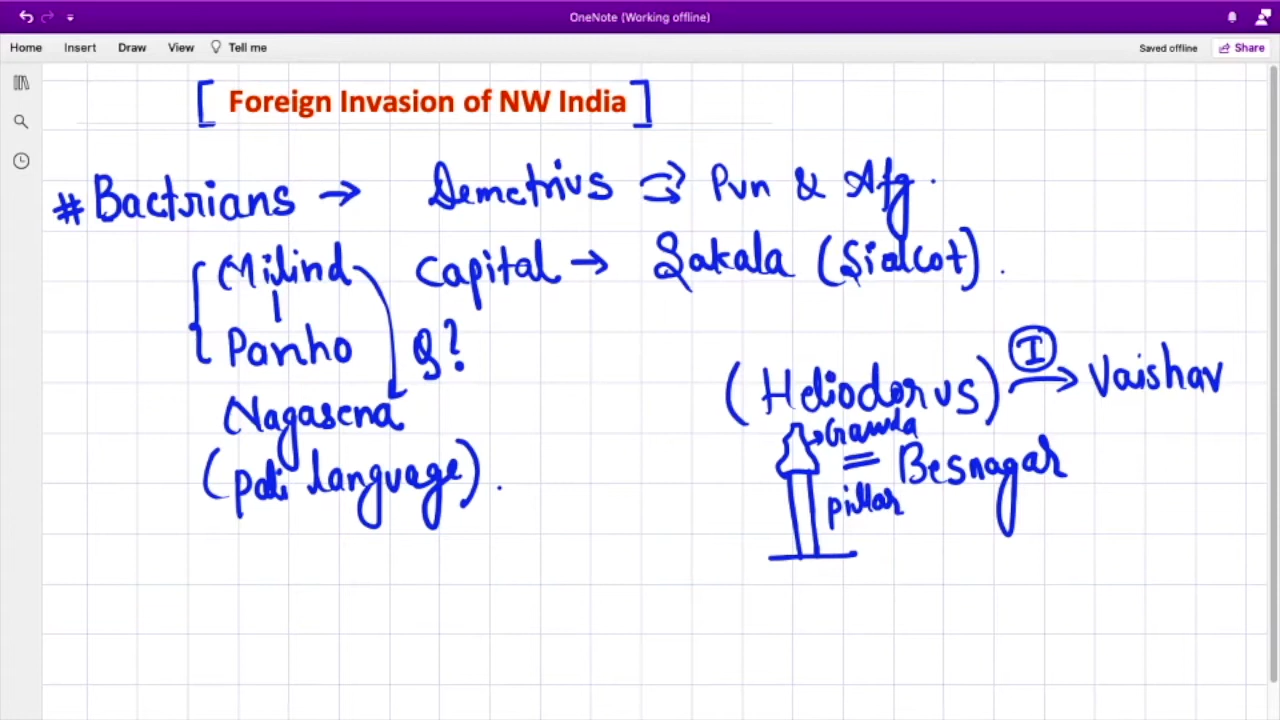 OneNote (Working offline)
Home Insert Draw View Tell me
Saved offline Share
[ Foreign Invasion of NW India ]
# Bactrians → Demetrius ⇒ Pun & Afg.
Milind Capital → Sakala (Sialcot).
Panho Q?
(Heliodorus) I → Vaishav
Nagasena
Garuda
pillar
Besnagar
(pali language).